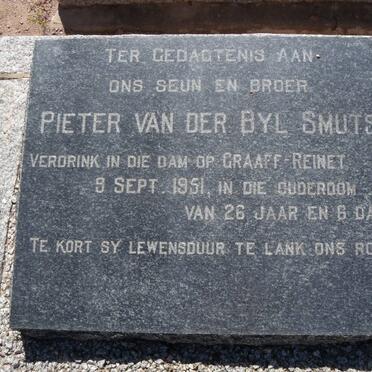 TER GEDAGTENIS AAN
ONS SEUN EN BROER
PIETER VAN DER BYL SMUTS
VERDRINK IN DIE DAM OP GRAAFF-REINET
9 SEPT. 1951, IN DIE OUDERDOM
VAN 26 JAAR EN 6
TE KORT SY LEWENSDUUR TE LANK ONS